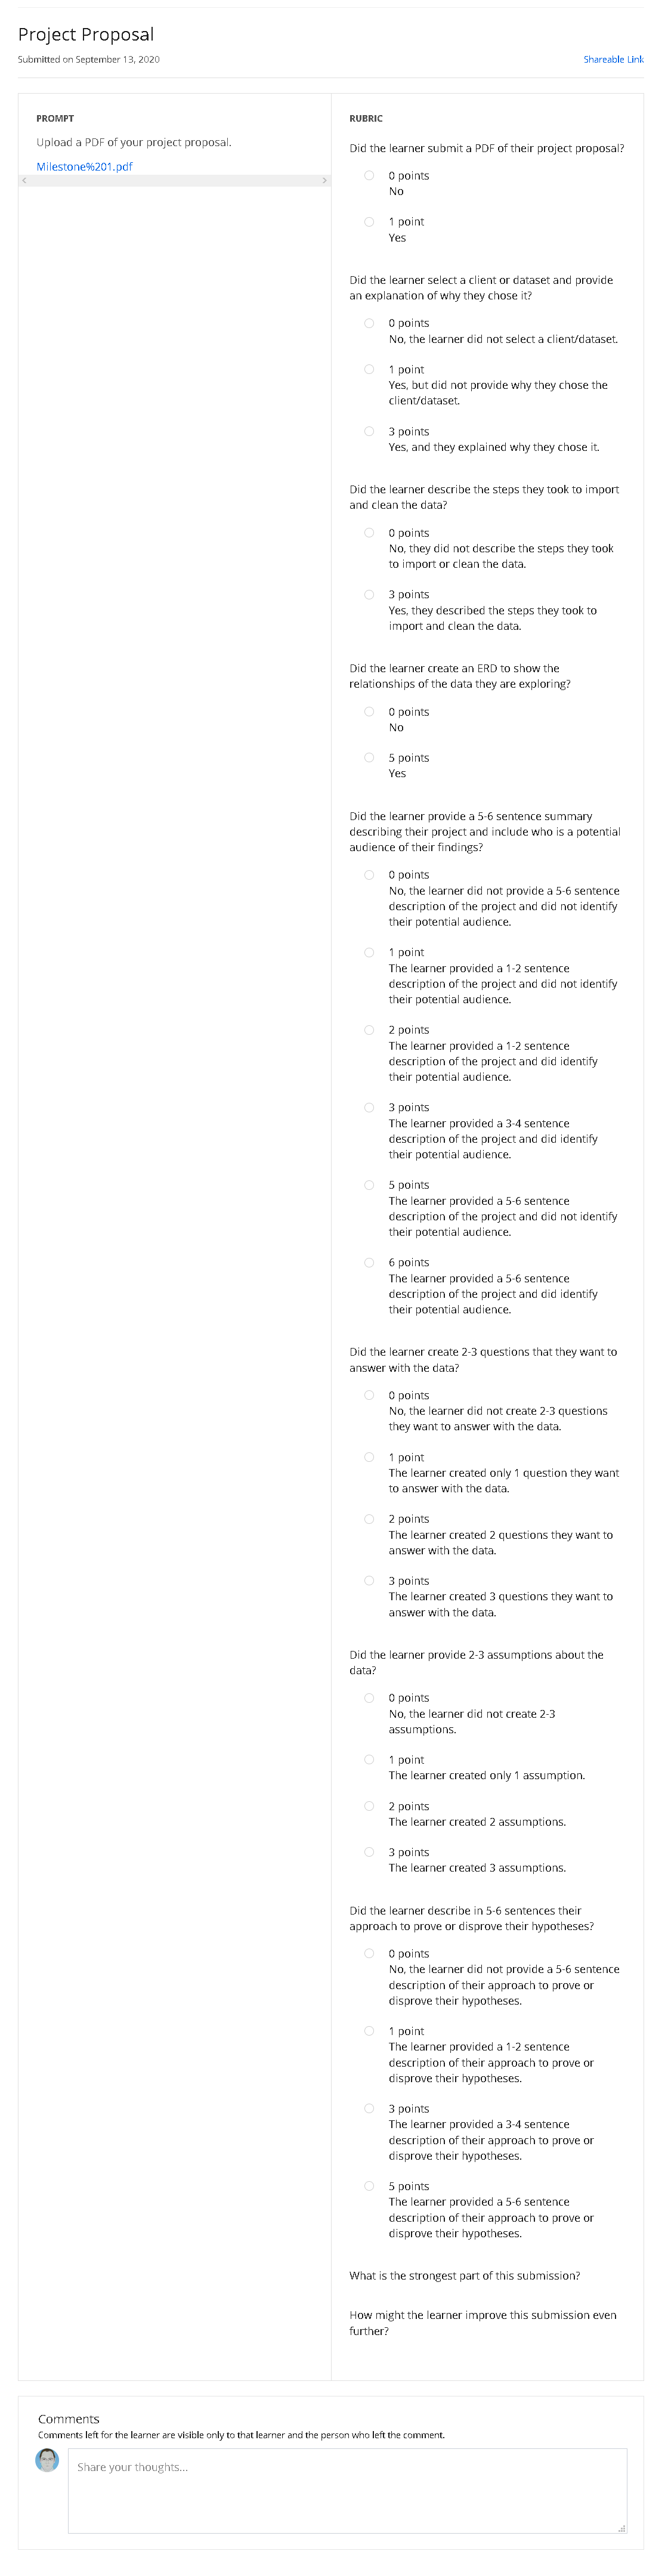 Project Proposal
Submitted on September 13, 2020
Shareable Link
PROMPT
Upload a PDF of your project proposal.
Milestone%201.pdf
RUBRIC
Did the learner submit a PDF of their project proposal?
0 points
No
1 point
Yes
Did the learner select a client or dataset and provide
an explanation of why they chose it?
0 points
No, the learner did not select a client/dataset.
1 point
Yes, but did not provide why they chose the
client/dataset.
3 points
Yes, and they explained why they chose it.
Did the learner describe the steps they took to import
and clean the data?
0 points
No, they did not describe the steps they took
to import or clean the data.
3 points
Yes, they described the steps they took to
import and clean the data.
Did the learner create an ERD to show the
relationships of the data they are exploring?
0 points
No
5 points
Yes
Did the learner provide a 5-6 sentence summary
describing their project and include who is a potential
audience of their findings?
0 points
No, the learner did not provide a 5-6 sentence
description of the project and did not identify
their potential audience.
1 point
The learner provided a 1-2 sentence
description of the project and did not identify
their potential audience.
2 points
The learner provided a 1-2 sentence
description of the project and did identify
their potential audience.
3 points
The learner provided a 3-4 sentence
description of the project and did identify
their potential audience.
5 points
The learner provided a 5-6 sentence
description of the project and did not identify
their potential audience.
6 points
The learner provided a 5-6 sentence
description of the project and did identify
their potential audience.
Did the learner create 2-3 questions that they want to
answer with the data?
0 points
No, the learner did not create 2-3 questions
they want to answer with the data.
1 point
The learner created only 1 question they want
to answer with the data.
2 points
The learner created 2 questions they want to
answer with the data.
3 points
The learner created 3 questions they want to
answer with the data.
Did the learner provide 2-3 assumptions about the
data?
0 points
No, the learner did not create 2-3
assumptions.
1 point
The learner created only 1 assumption.
2 points
The learner created 2 assumptions.
3 points
The learner created 3 assumptions.
Did the learner describe in 5-6 sentences their
approach to prove or disprove their hypotheses?
0 points
No, the learner did not provide a 5-6 sentence
description of their approach to prove or
disprove their hypotheses.
1 point
The learner provided a 1-2 sentence
description of their approach to prove or
disprove their hypotheses.
3 points
The learner provided a 3-4 sentence
description of their approach to prove or
disprove their hypotheses.
5 points
The learner provided a 5-6 sentence
description of their approach to prove or
disprove their hypotheses.
What is the strongest part of this submission?
How might the learner improve this submission even
further?
Comments
Comments left for the learner are visible only to that learner and the person who left the comment.
Share your thoughts...